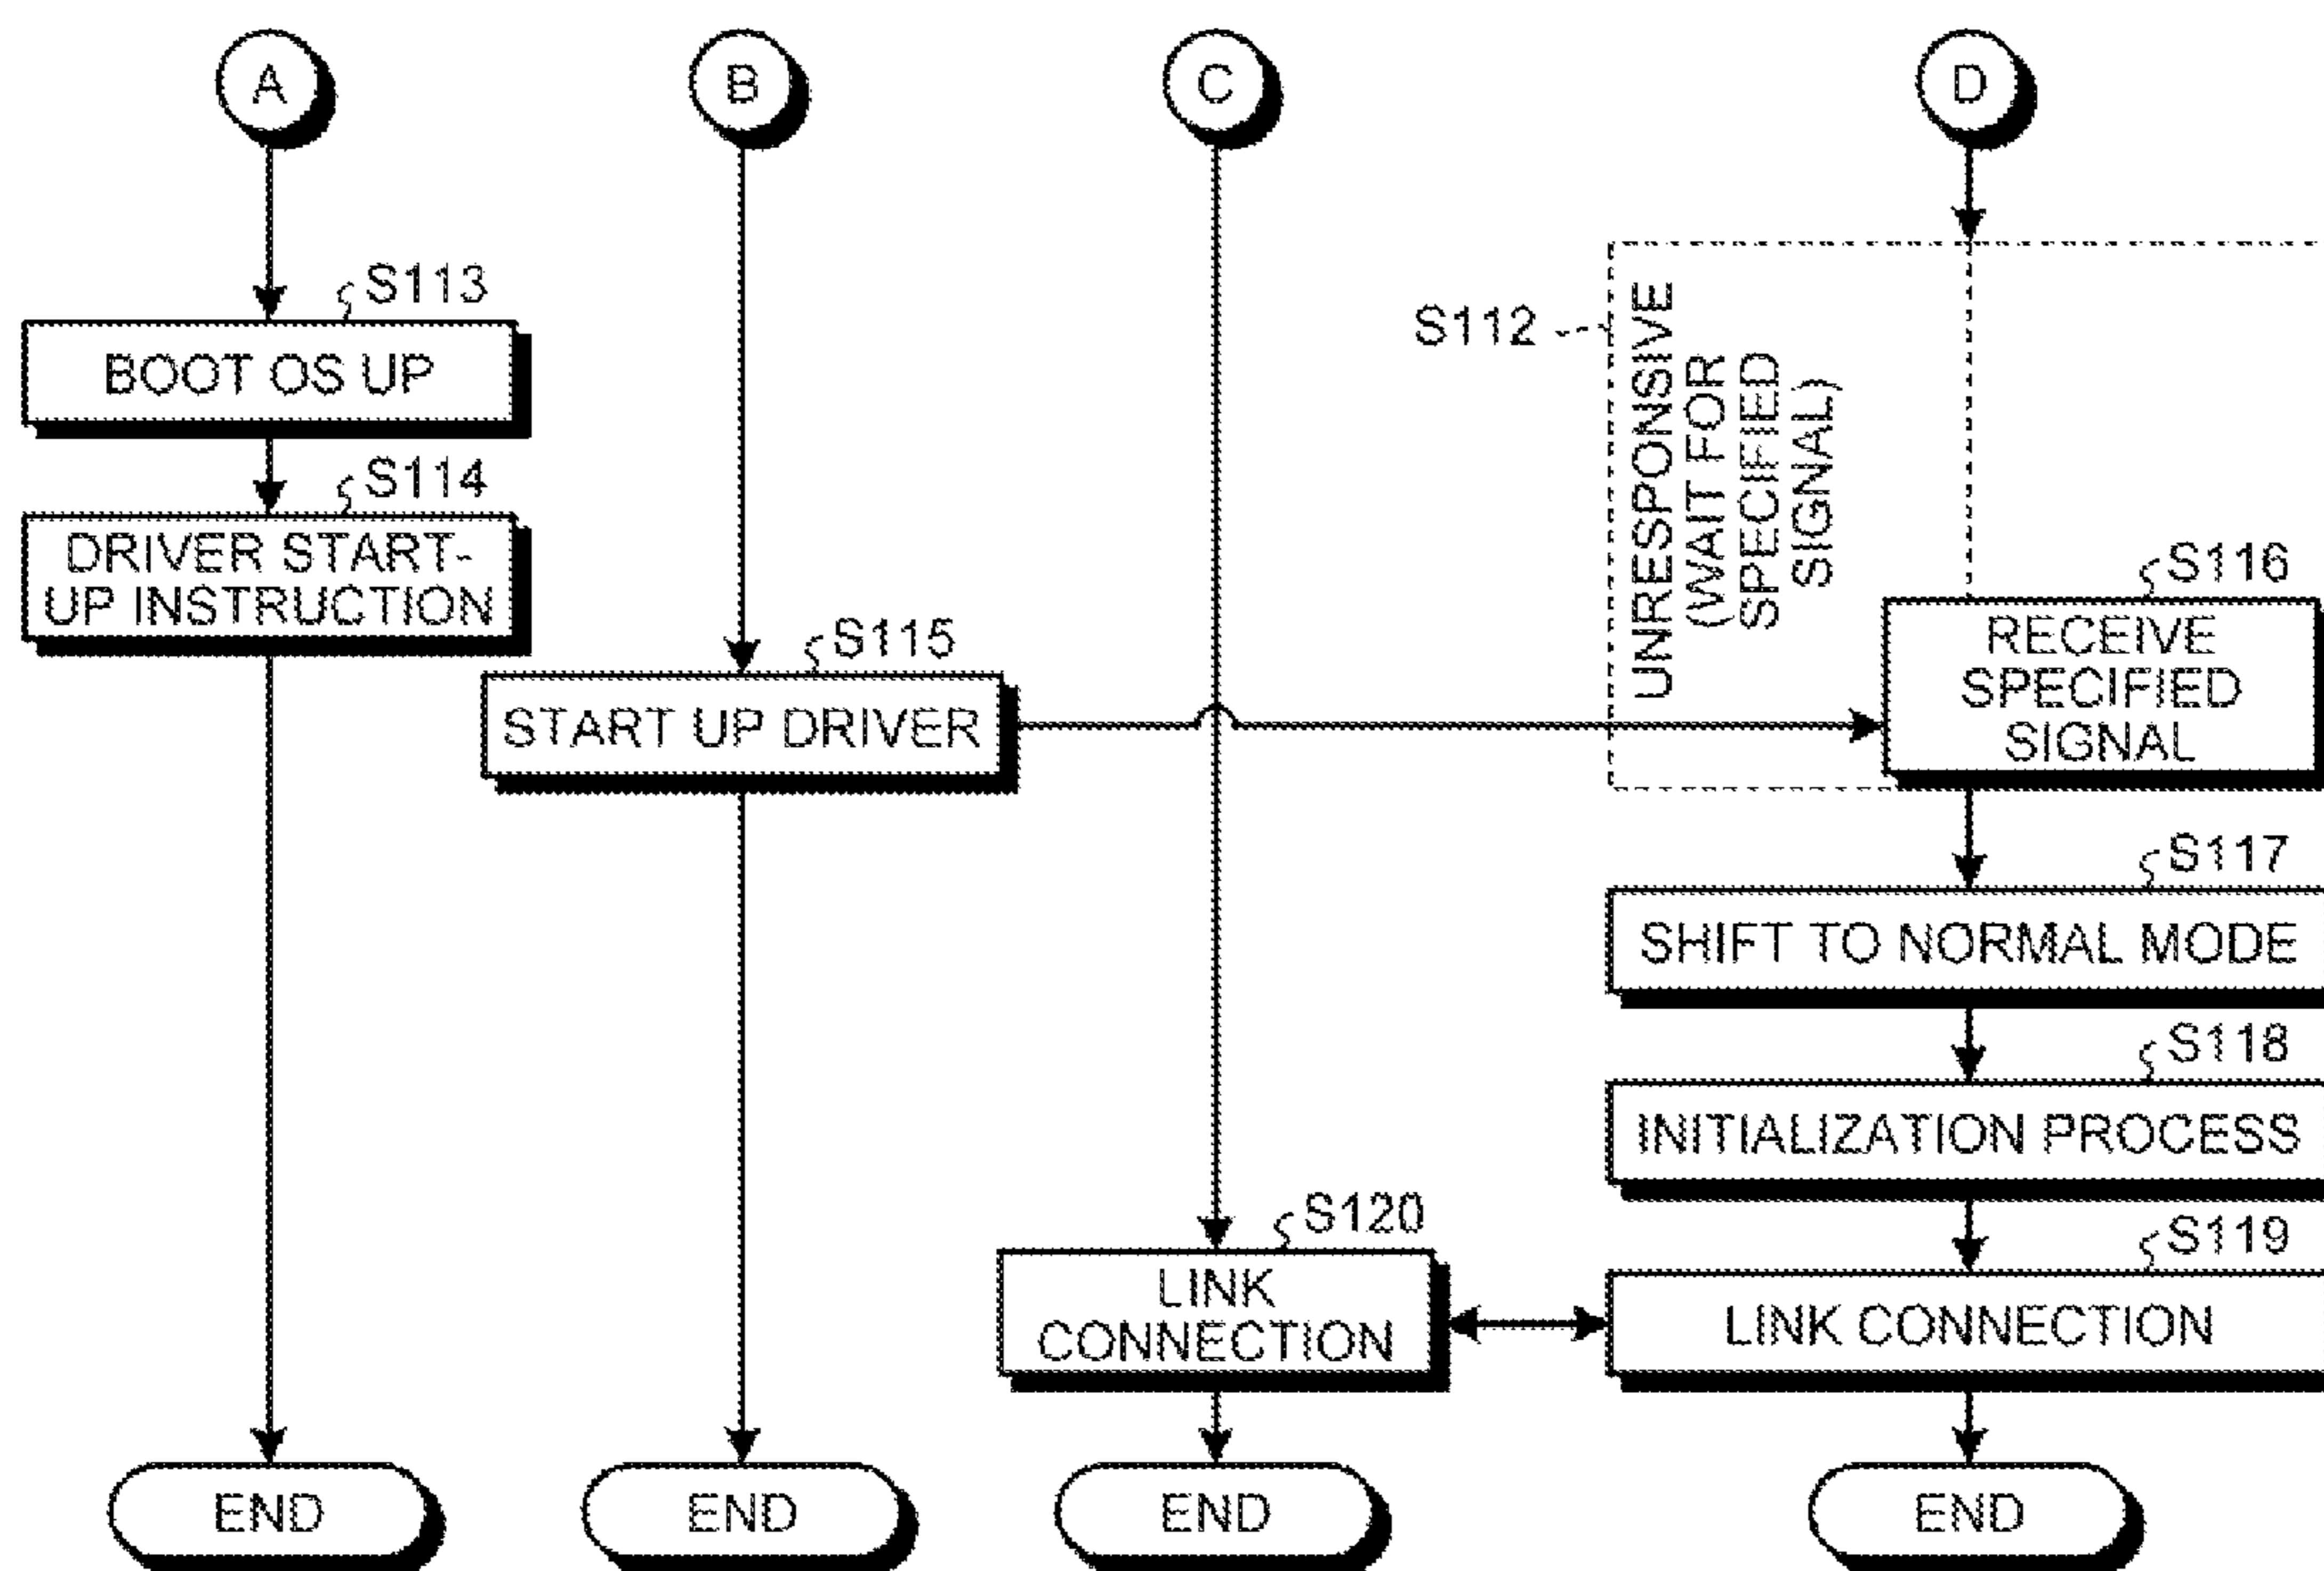 A
B
C
D
S113
BOOT OS UP
S114
DRIVER START-
UP INSTRUCTION
S115
START UP DRIVER
S112
UNRESPONSIVE
(WAIT FOR
SPECIFIED
SIGNAL)
S116
RECEIVE
SPECIFIED
SIGNAL
S117
SHIFT TO NORMAL MODE
S118
INITIALIZATION PROCESS
S120
LINK
CONNECTION
S119
LINK CONNECTION
END
END
END
END